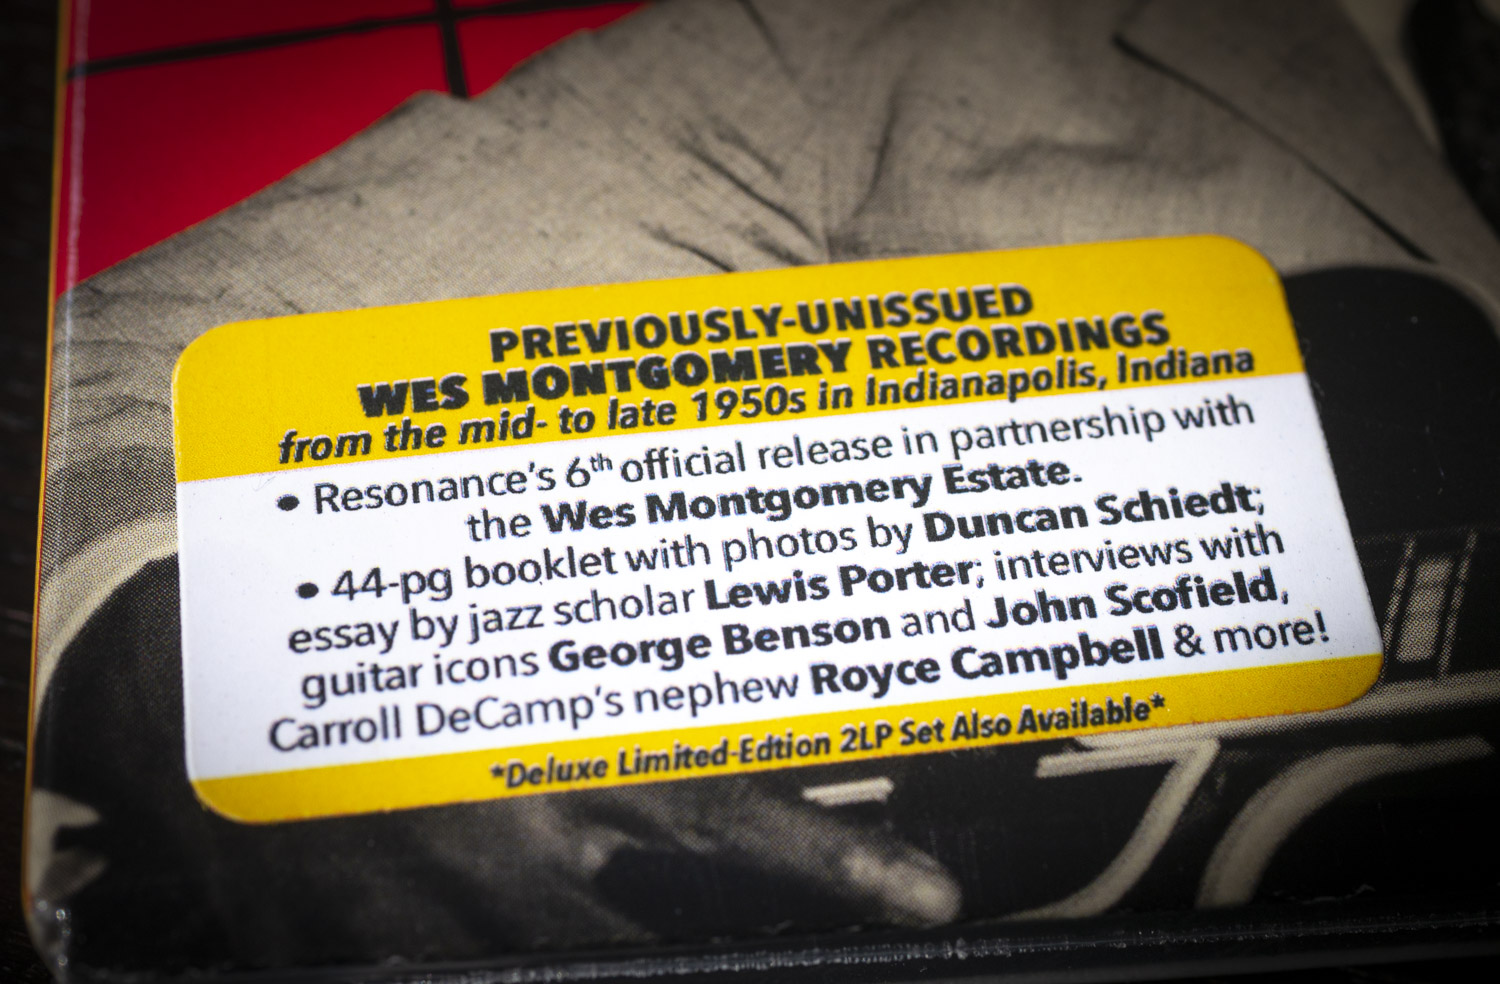 PREVIOUSLY-UNISSUED
WES MONTGOMERY RECORDINGS
from the mid- to late 1950s in Indianapolis, Indiana
• Resonance's 6th official release in partnership with
the Wes Montgomery Estate.
• 44-pg booklet with photos by Duncan Schiedt;
essay by jazz scholar Lewis Porter; interviews with
guitar icons George Benson and John Scofield,
Carroll DeCamp's nephew Royce Campbell & more!
*Deluxe Limited-Edtion 2LP Set Also Available*